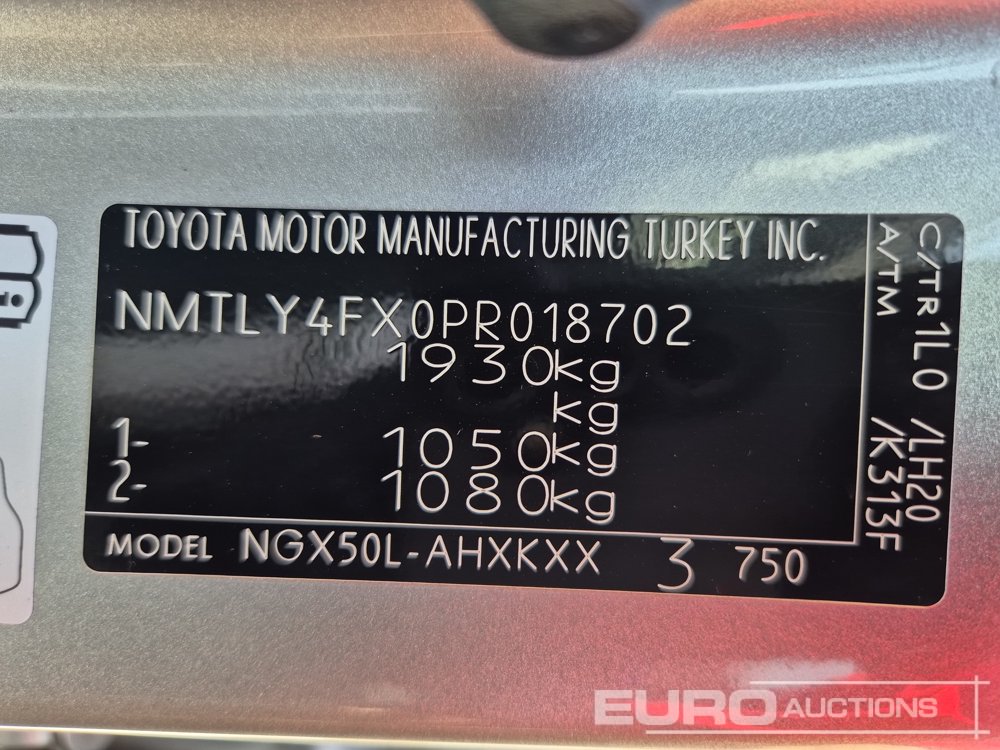 TOYOTA MOTOR MANUFACTURING TURKEY INC.
NMTLY4FX0PR018702
1930kg
kg
1- 1050kg
2- 1080kg
MODEL NGX50L-AHXKXX 3 750
C/TR 1L0 /LH20
A/TM /K313F
EURO AUCTIONS